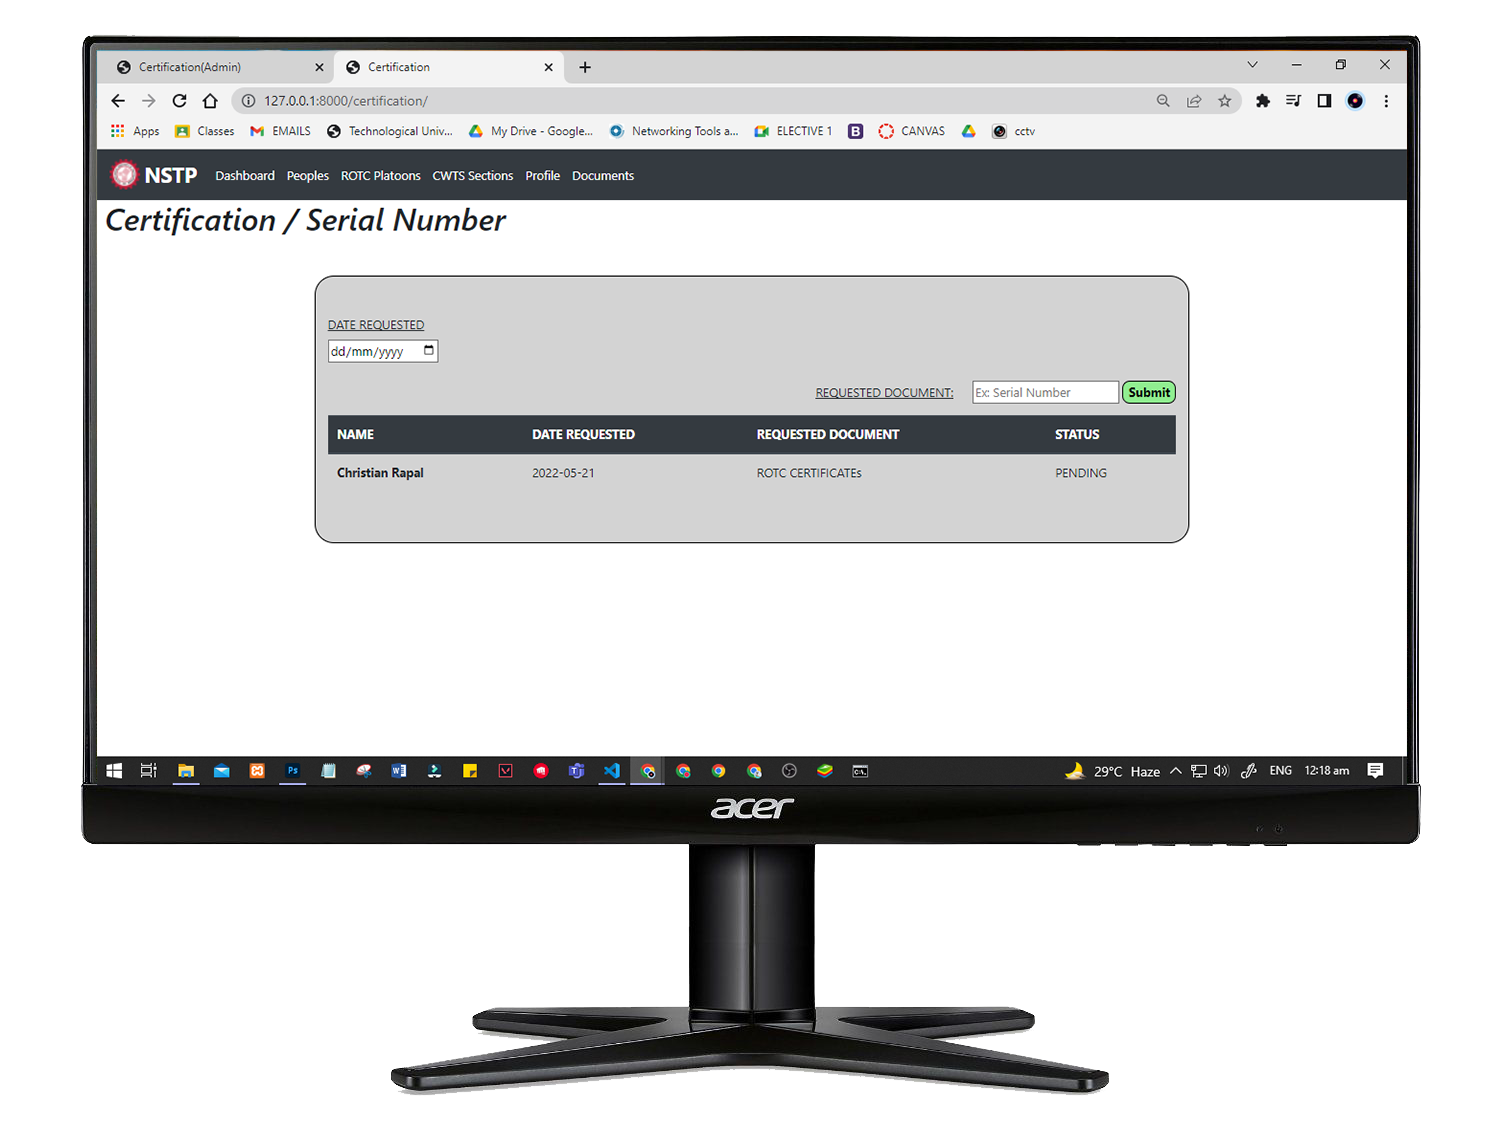 Certification(Admin) Certification
127.0.0.1:8000/certification/
Apps Classes EMAILS Technological Univ... My Drive - Google... Networking Tools a... ELECTIVE 1 B CANVAS cctv
NSTP Dashboard Peoples ROTC Platoons CWTS Sections Profile Documents
Certification / Serial Number
DATE REQUESTED
dd/mm/yyyy
REQUESTED DOCUMENT: Ex: Serial Number Submit
NAME DATE REQUESTED REQUESTED DOCUMENT STATUS
Christian Rapal 2022-05-21 ROTC CERTIFICATEs PENDING
Ps 29°C Haze ENG 12:18 am
acer